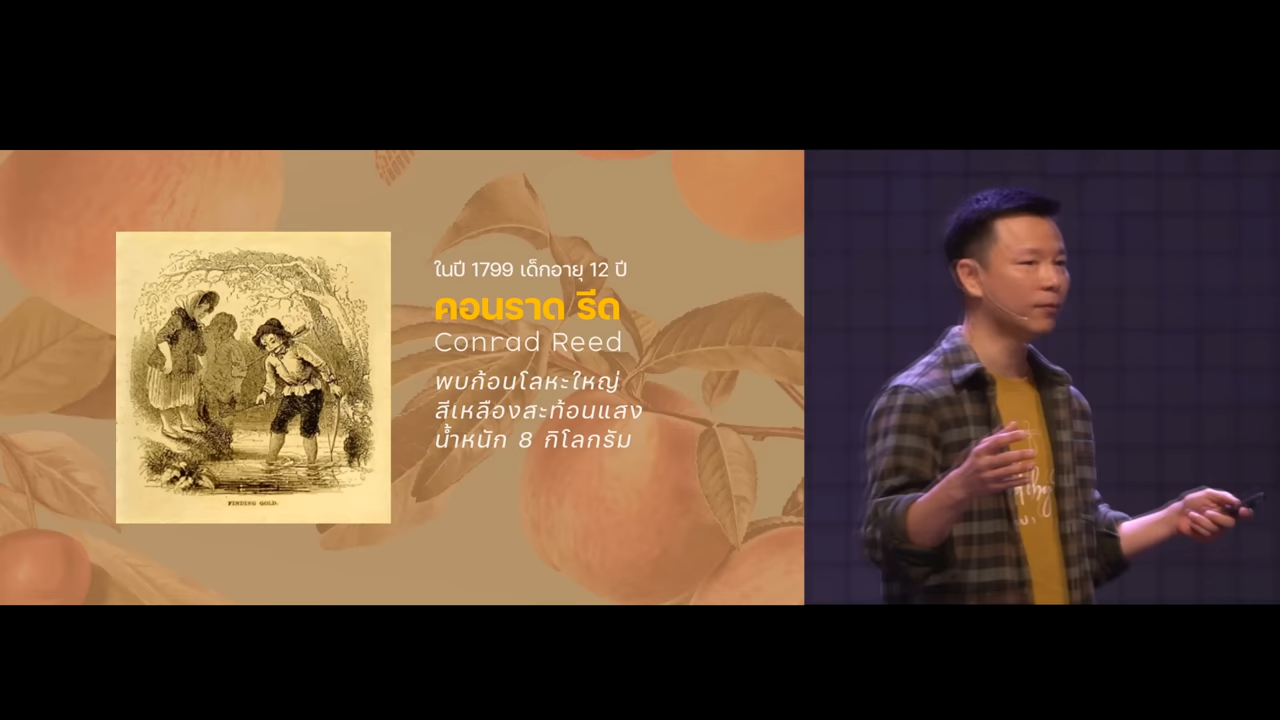 ในปี 1799 เด็กอายุ 12 ปี
คอนราด รีด
Conrad Reed
พบก้อนโลหะใหญ่
สีเหลืองสะท้อนแสง
น้ำหนัก 8 กิโลกรัม
FINDING GOLD.